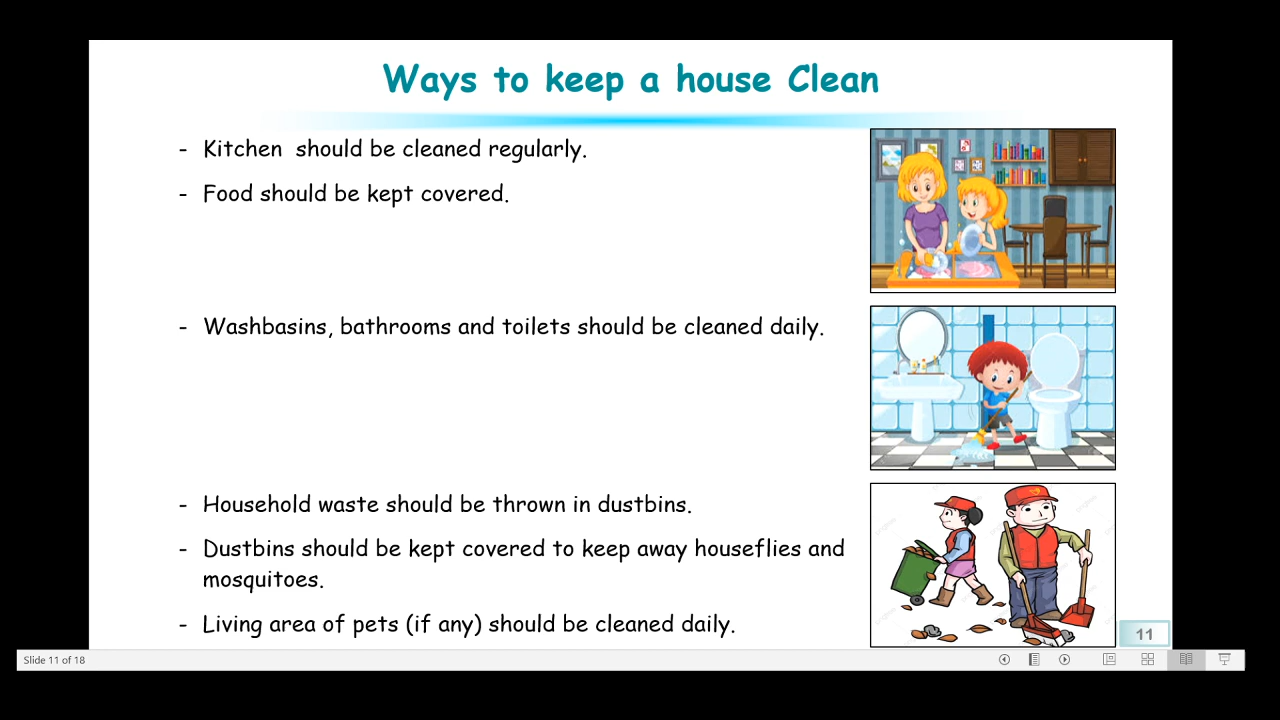 Ways to keep a house Clean
- Kitchen  should be cleaned regularly.
- Food should be kept covered.
- Washbasins, bathrooms and toilets should be cleaned daily.
- Household waste should be thrown in dustbins.
- Dustbins should be kept covered to keep away houseflies and
mosquitoes.
- Living area of pets (if any) should be cleaned daily.
11
Slide 11 of 18